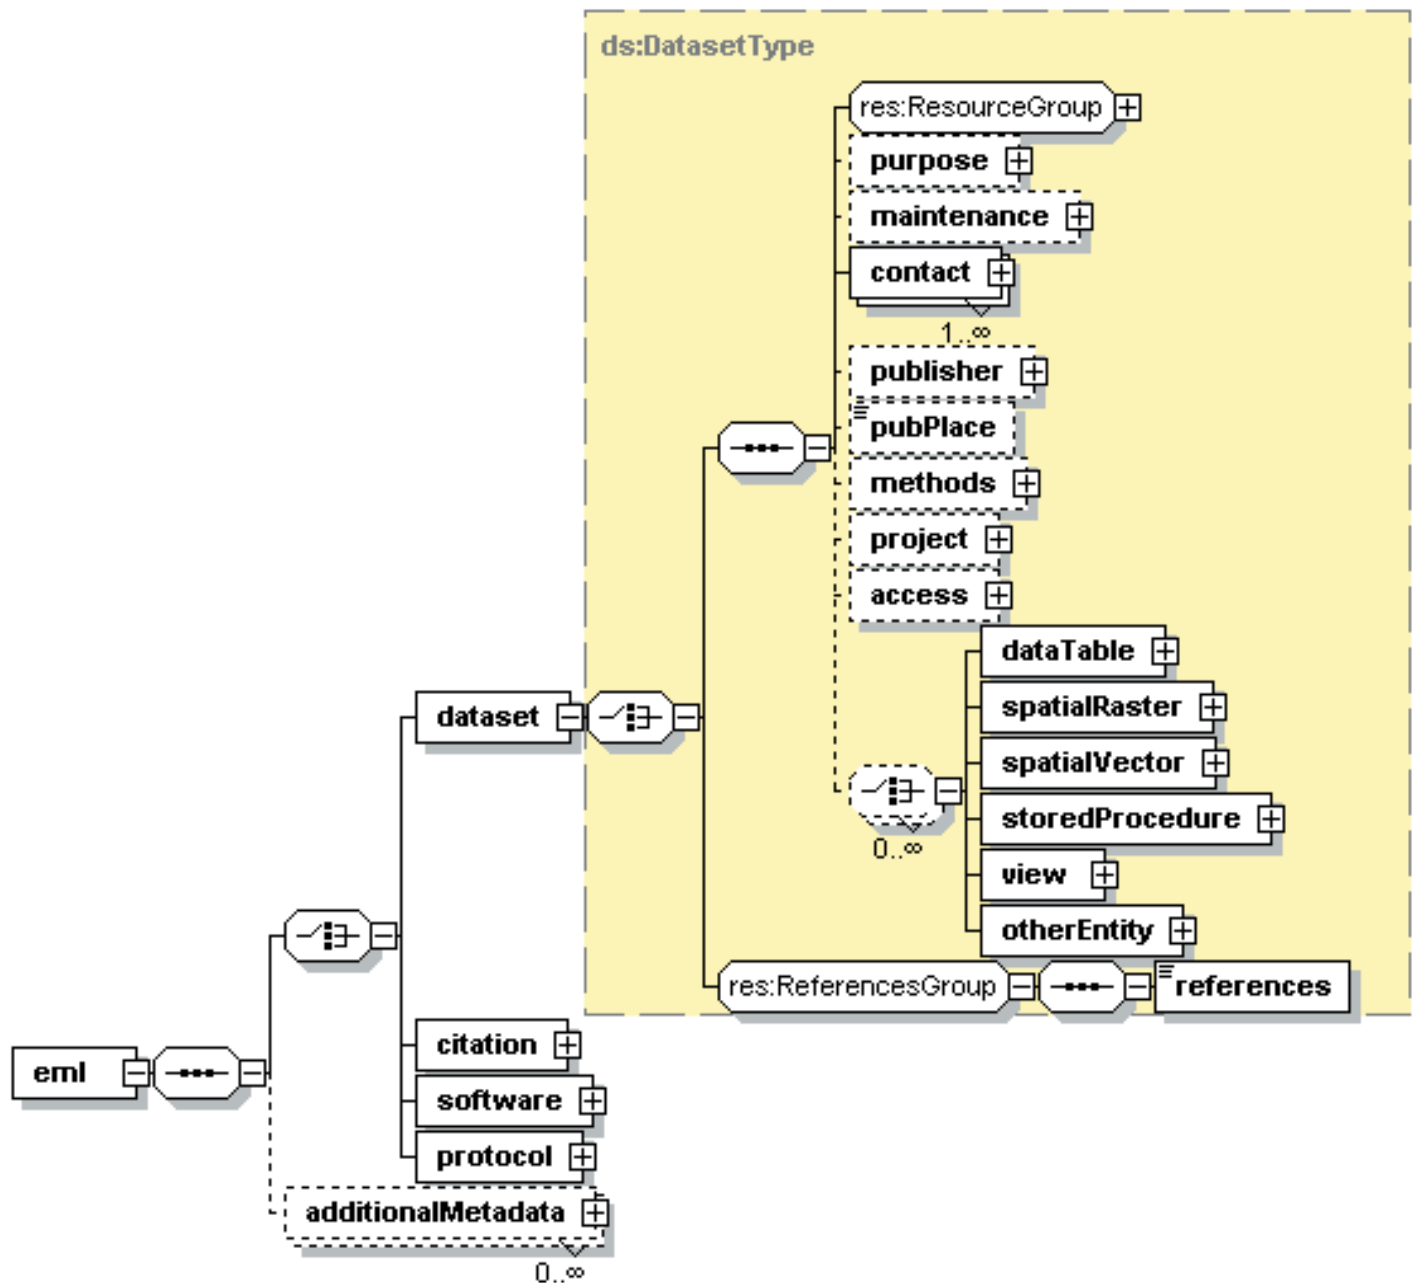 ds:DatasetType
res:ResourceGroup
purpose
maintenance
contact
1..∞
publisher
pubPlace
methods
project
access
dataTable
spatialRaster
dataset
spatialVector
storedProcedure
0..∞
view
otherEntity
res:ReferencesGroup
references
citation
eml
software
protocol
additionalMetadata
0..∞